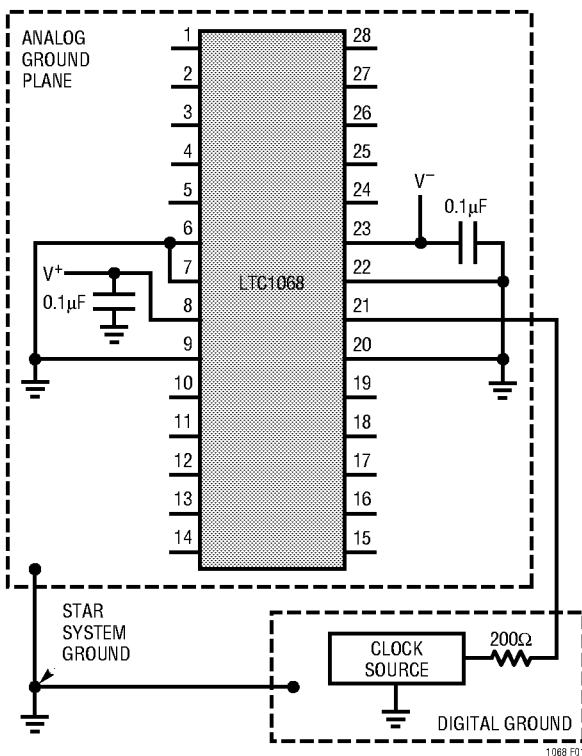 ANALOG
GROUND
PLANE
1
2
3
4
5
6
7
8
9
10
11
12
13
14
28
27
26
25
24
23
22
21
20
19
18
17
16
15
LTC1068
V+
0.1µF
V−
0.1µF
STAR
SYSTEM
GROUND
CLOCK
SOURCE
200Ω
DIGITAL GROUND
1068 F01